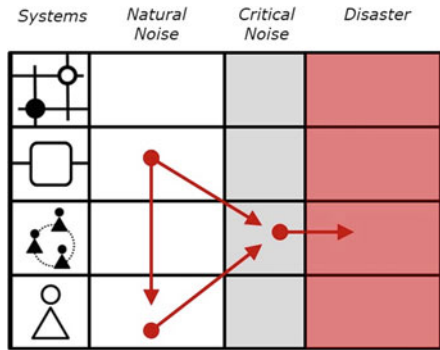 Systems
Natural
Noise
Critical
Noise
Disaster